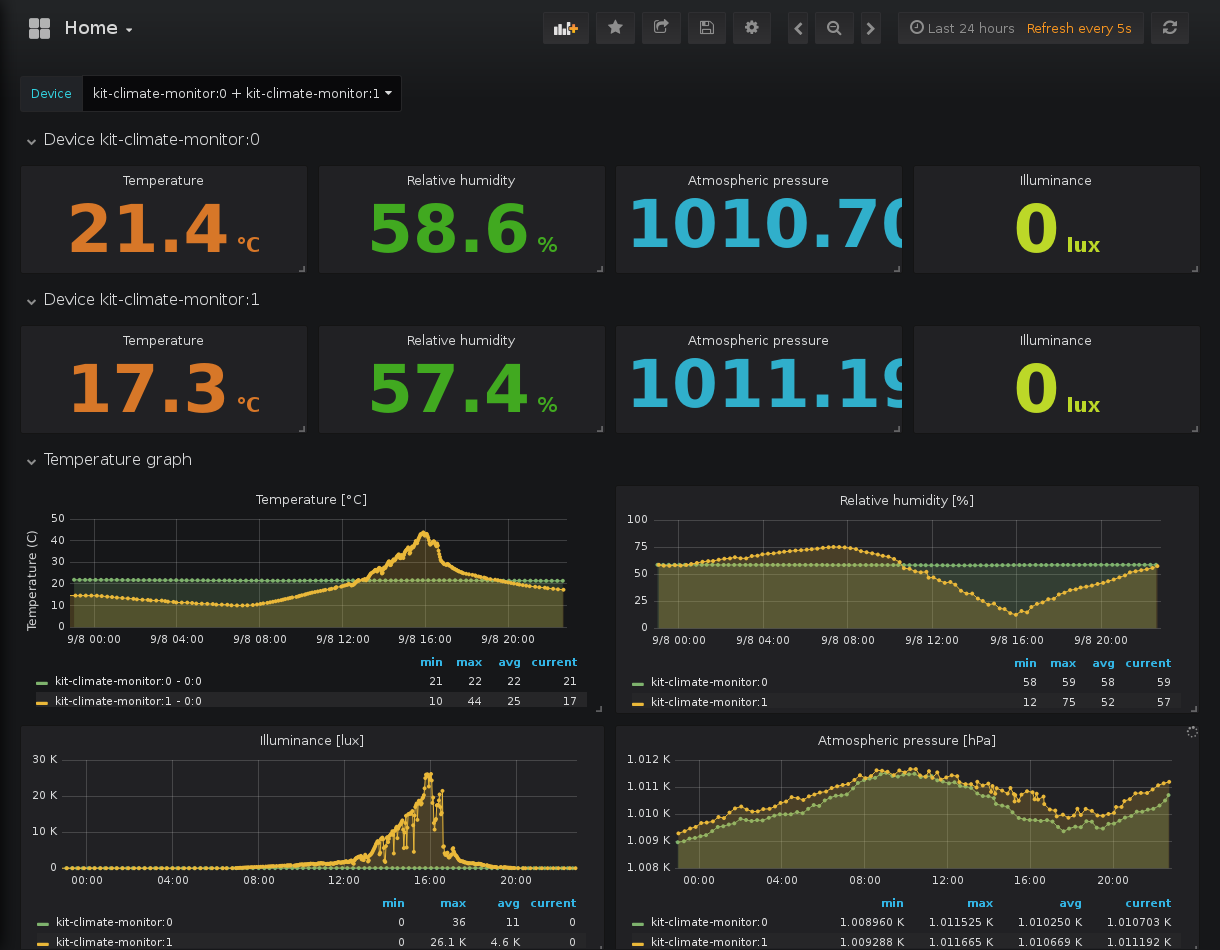 Home
Last 24 hours Refresh every 5s
Device kit-climate-monitor:0 + kit-climate-monitor:1
Device kit-climate-monitor:0
Temperature Relative humidity Atmospheric pressure Illuminance
21.4 °C 58.6 % 1010.70 0 lux
Device kit-climate-monitor:1
Temperature Relative humidity Atmospheric pressure Illuminance
17.3 °C 57.4 % 1011.19 0 lux
Temperature graph
Temperature [°C]
Temperature (C)
50
40
30
20
10
0
9/8 00:00 9/8 04:00 9/8 08:00 9/8 12:00 9/8 16:00 9/8 20:00
min max avg current
kit-climate-monitor:0 - 0:0 21 22 22 21
kit-climate-monitor:1 - 0:0 10 44 25 17
Relative humidity [%]
100
75
50
25
0
9/8 00:00 9/8 04:00 9/8 08:00 9/8 12:00 9/8 16:00 9/8 20:00
min max avg current
kit-climate-monitor:0 58 59 58 59
kit-climate-monitor:1 12 75 52 57
Illuminance [lux]
30 K
20 K
10 K
0
00:00 04:00 08:00 12:00 16:00 20:00
min max avg current
kit-climate-monitor:0 0 36 11 0
kit-climate-monitor:1 0 26.1 K 4.6 K 0
Atmospheric pressure [hPa]
1.012 K
1.011 K
1.010 K
1.009 K
1.008 K
00:00 04:00 08:00 12:00 16:00 20:00
min max avg current
kit-climate-monitor:0 1.008960 K 1.011525 K 1.010250 K 1.010703 K
kit-climate-monitor:1 1.009288 K 1.011665 K 1.010669 K 1.011192 K